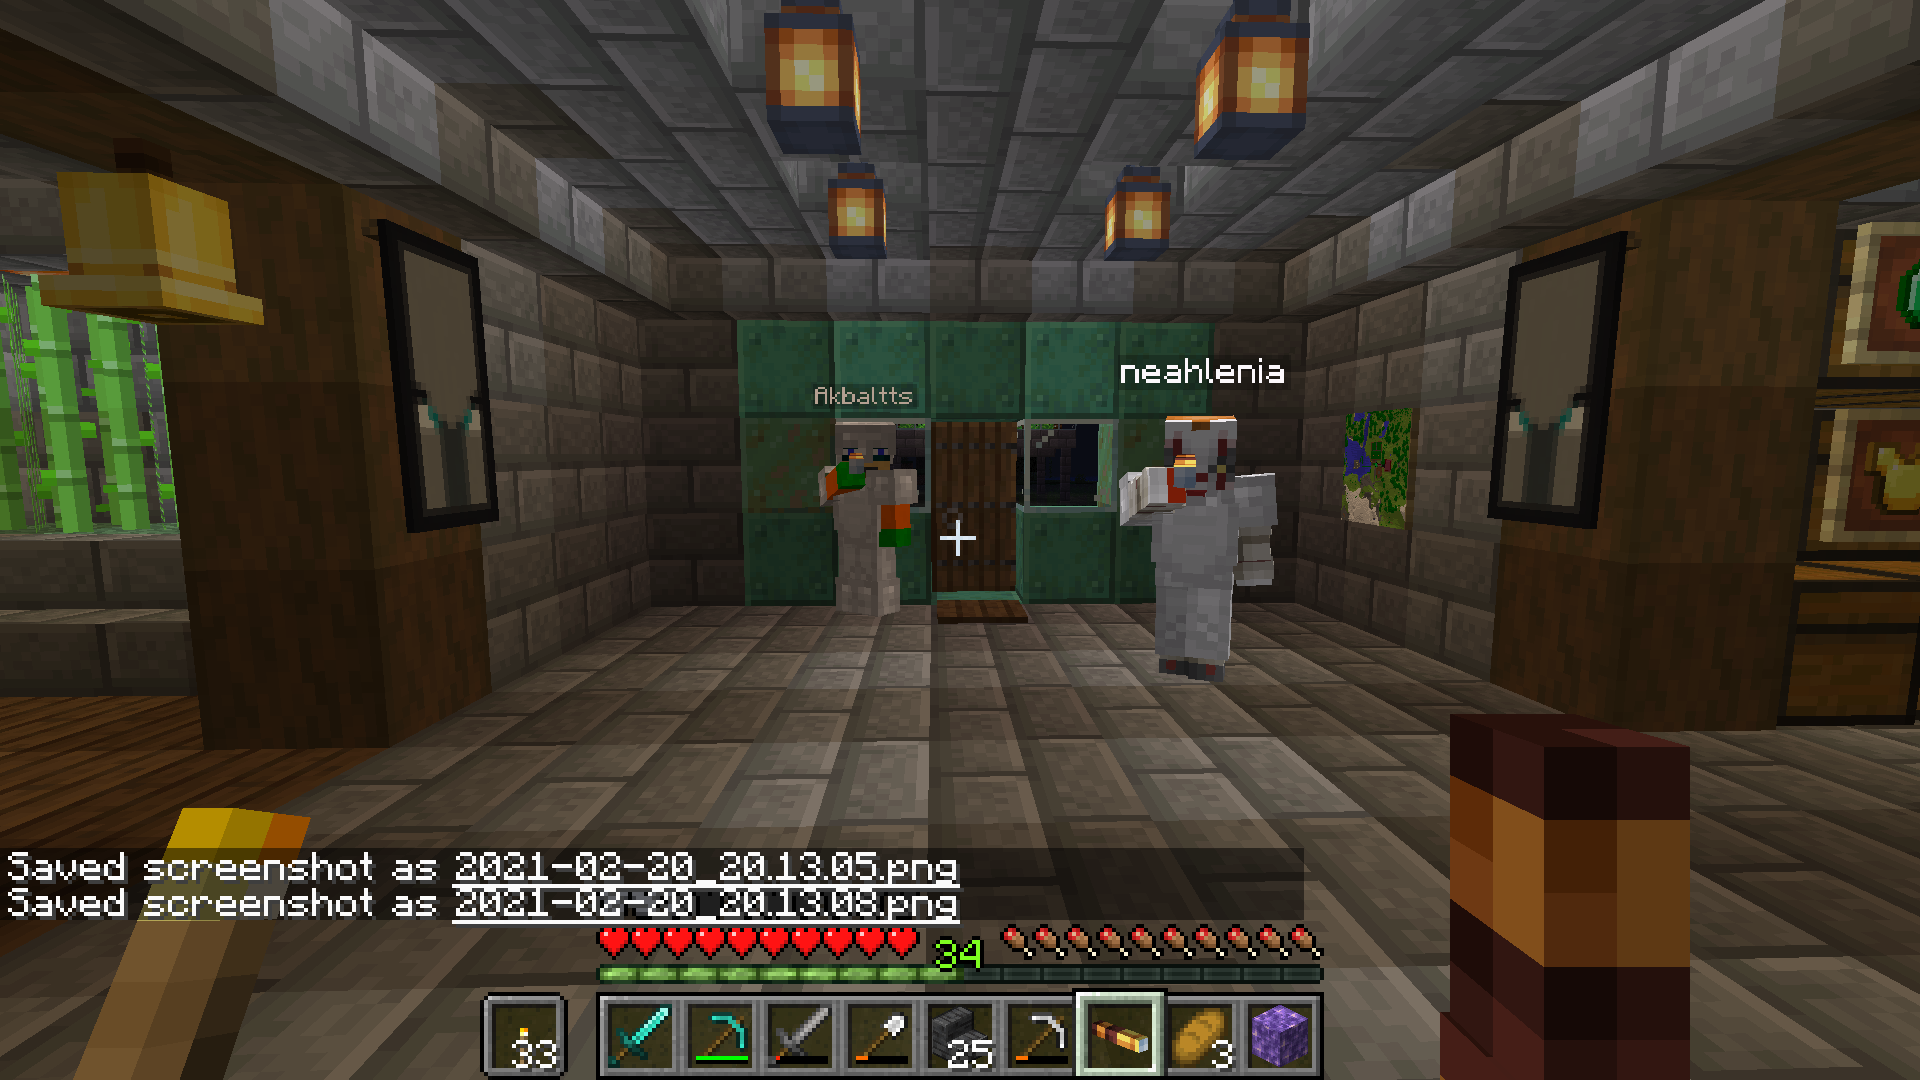 Akbaltts
neahlenia
Saved screenshot as 2021-02-20_20.13.05.png
Saved screenshot as 2021-02-20_20.13.08.png
34
33
25
3